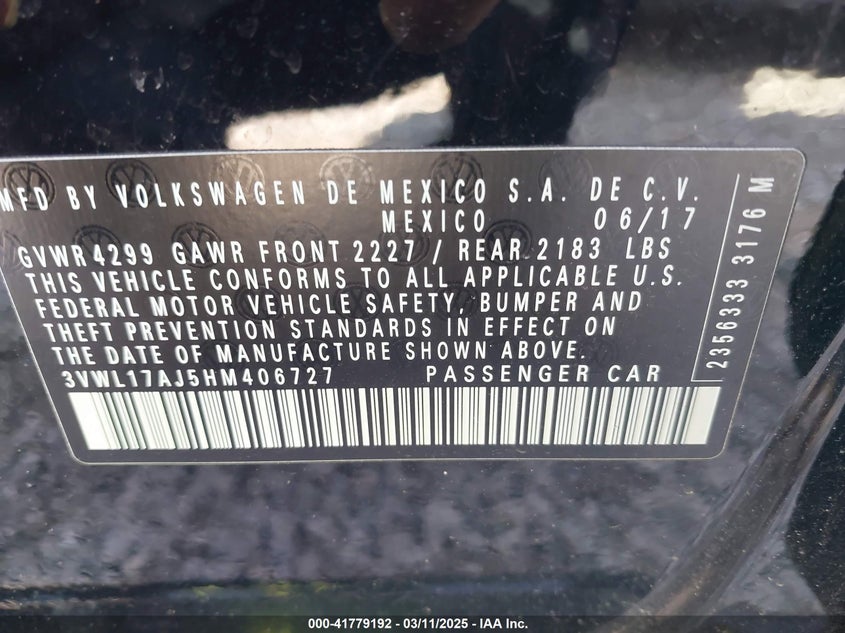 MFD BY VOLKSWAGEN DE MEXICO S.A. DE C.V.
MEXICO 06/17
GVWR 4299 GAWR FRONT 2227 / REAR 2183 LBS
THIS VEHICLE CONFORMS TO ALL APPLICABLE U.S.
FEDERAL MOTOR VEHICLE SAFETY, BUMPER AND
THEFT PREVENTION STANDARDS IN EFFECT ON
THE DATE OF MANUFACTURE SHOWN ABOVE.
3VWL17AJ5HM406727 PASSENGER CAR
2356333 3176 M
000-41779192 - 03/11/2025 - IAA Inc.